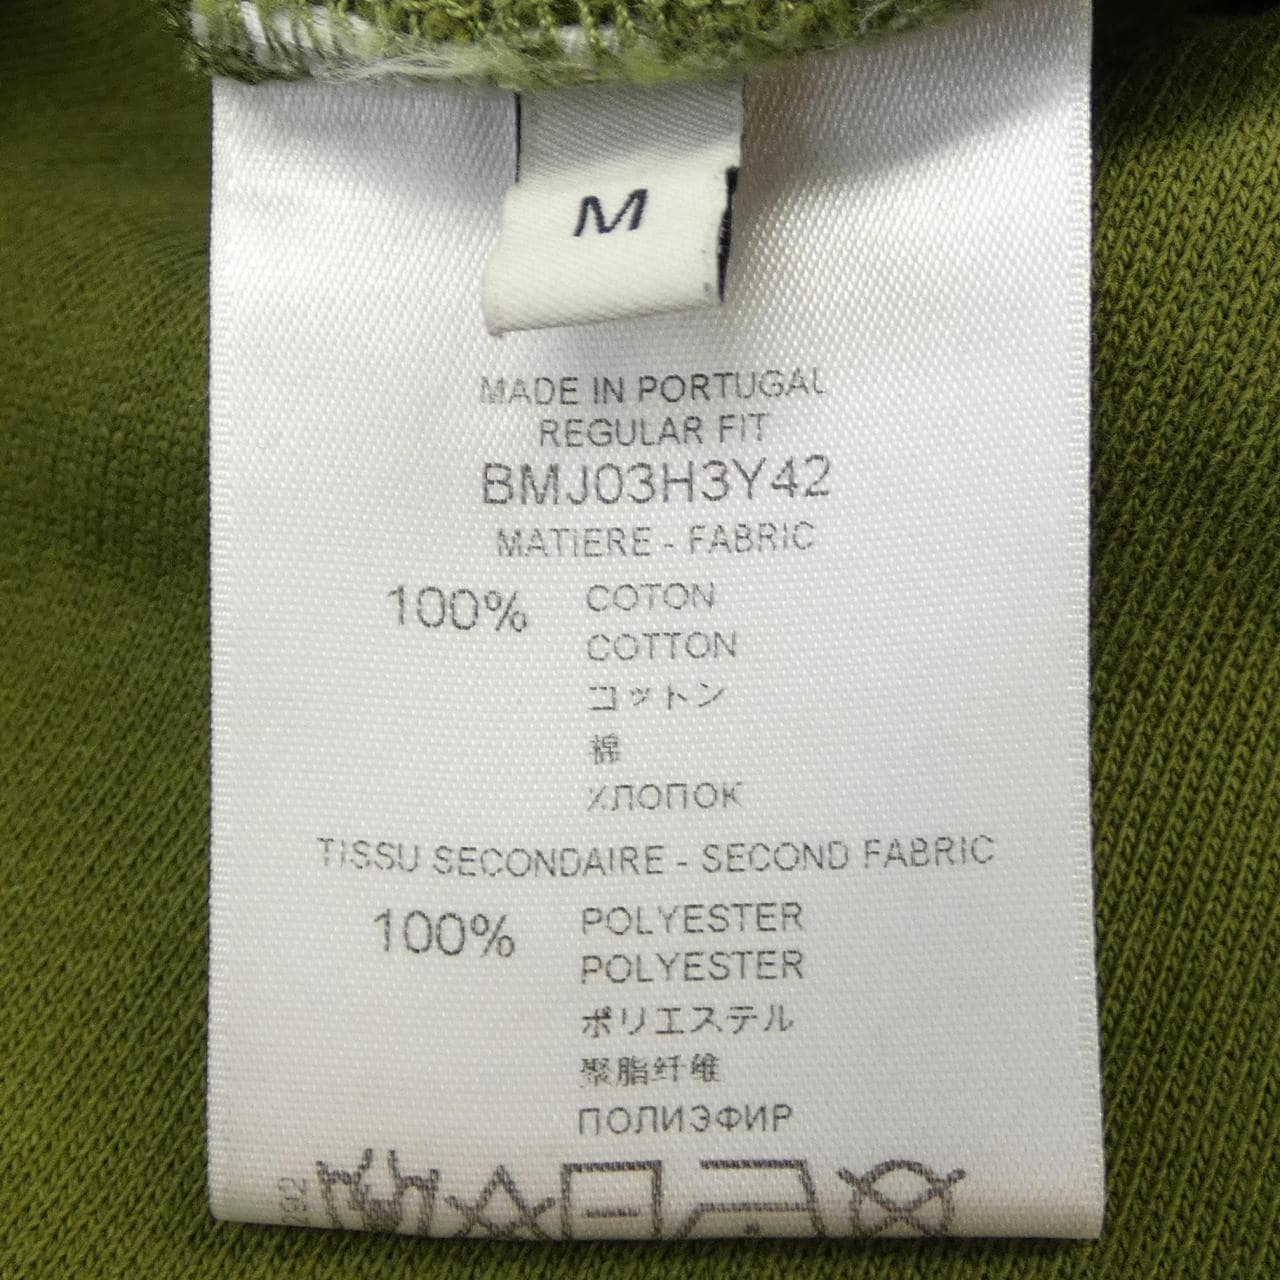 M
MADE IN PORTUGAL
REGULAR FIT
BMJ03H3Y42
MATIERE - FABRIC
100% COTON
COTTON
コットン
棉
ХЛОПОК
TISSU SECONDAIRE - SECOND FABRIC
100% POLYESTER
POLYESTER
ポリエステル
聚脂纤维
ПОЛИЭФИР